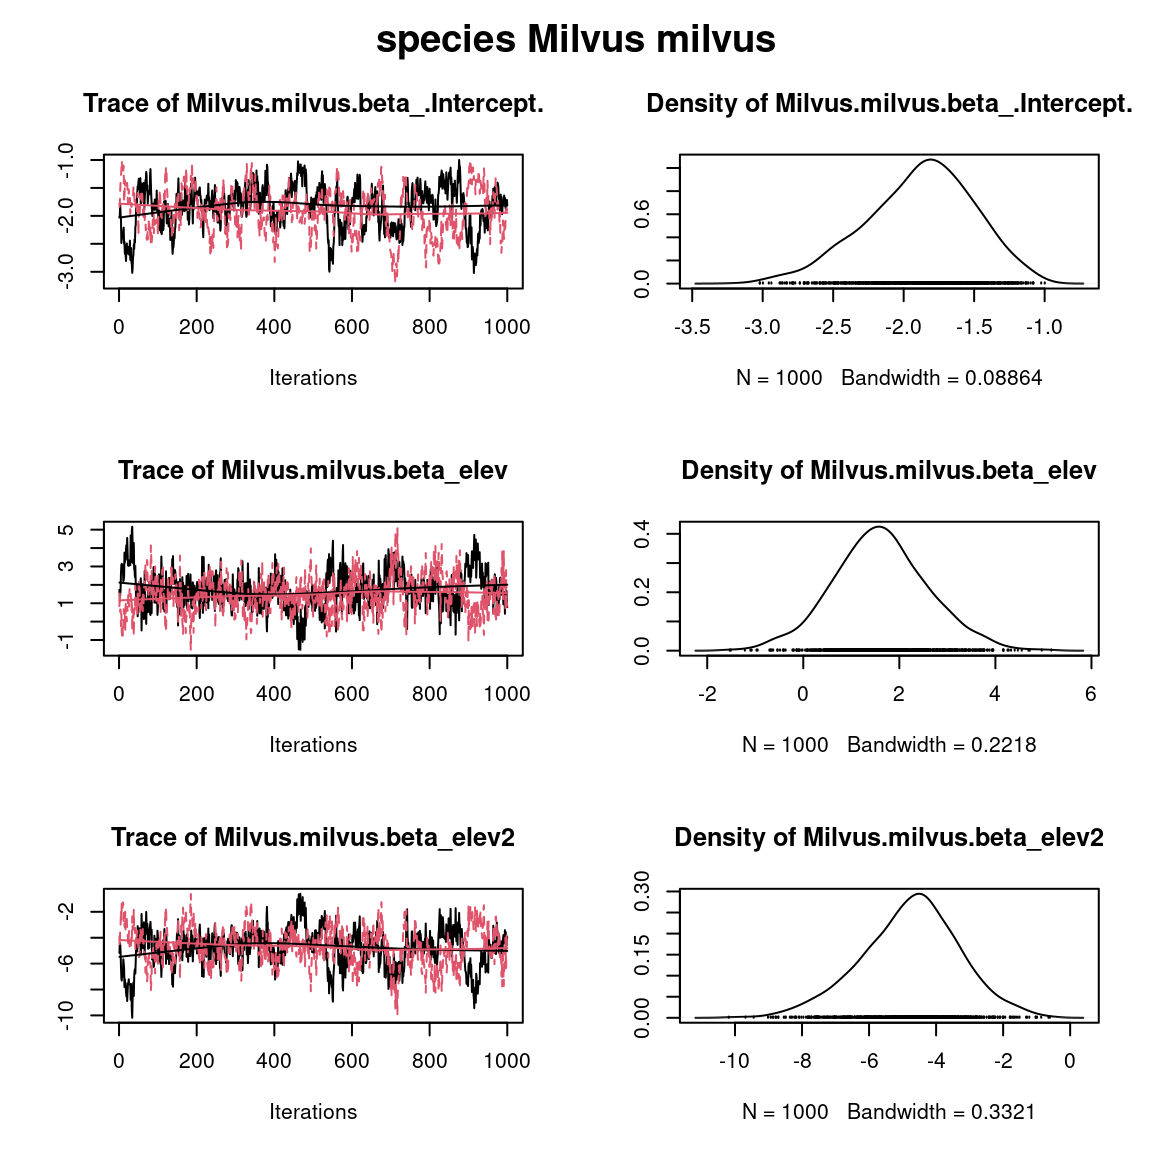 species Milvus milvus
Trace of Milvus.milvus.beta_.Intercept.
-1.0
-2.0
-3.0
0 200 400 600 800 1000
Iterations
Density of Milvus.milvus.beta_.Intercept.
0.6
0.0
-3.5 -3.0 -2.5 -2.0 -1.5 -1.0
N = 1000 Bandwidth = 0.08864
Trace of Milvus.milvus.beta_elev
5
3
1
-1
0 200 400 600 800 1000
Iterations
Density of Milvus.milvus.beta_elev
0.4
0.2
0.0
-2 0 2 4 6
N = 1000 Bandwidth = 0.2218
Trace of Milvus.milvus.beta_elev2
-2
-6
-10
0 200 400 600 800 1000
Iterations
Density of Milvus.milvus.beta_elev2
0.30
0.15
0.00
-10 -8 -6 -4 -2 0
N = 1000 Bandwidth = 0.3321